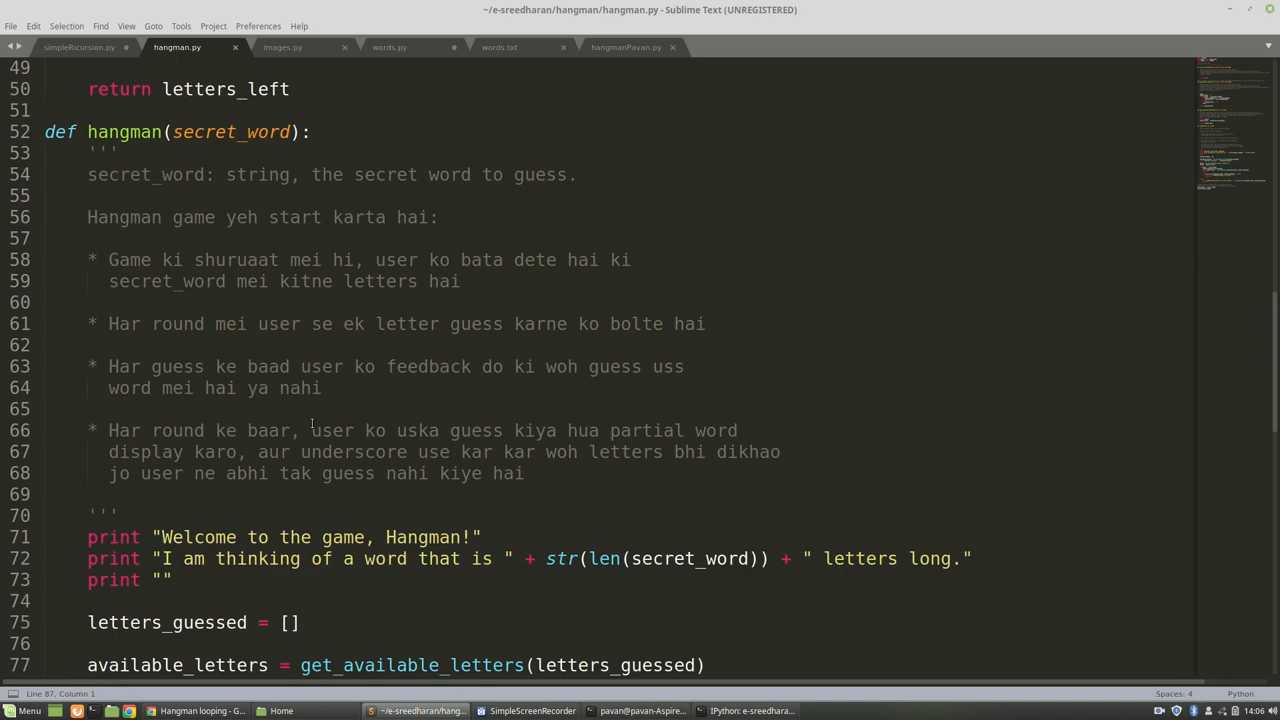 ~/e-sreedharan/hangman/hangman.py - Sublime Text (UNREGISTERED)
File Edit Selection Find View Goto Tools Project Preferences Help
simpleRicursion.py hangman.py images.py words.py words.txt hangmanPavan.py
49
50 return letters_left
51
52 def hangman(secret_word):
53 '''
54 secret_word: string, the secret word to guess.
55
56 Hangman game yeh start karta hai:
57
58 * Game ki shuruaat mei hi, user ko bata dete hai ki
59 secret_word mei kitne letters hai
60
61 * Har round mei user se ek letter guess karne ko bolte hai
62
63 * Har guess ke baad user ko feedback do ki woh guess uss
64 word mei hai ya nahi
65
66 * Har round ke baar, user ko uska guess kiya hua partial word
67 display karo, aur underscore use kar kar woh letters bhi dikhao
68 jo user ne abhi tak guess nahi kiye hai
69
70 '''
71 print "Welcome to the game, Hangman!"
72 print "I am thinking of a word that is " + str(len(secret_word)) + " letters long."
73 print ""
74
75 letters_guessed = []
76
77 available_letters = get_available_letters(letters_guessed)
Line 87, Column 1 Spaces: 4 Python
Menu Hangman looping - G... Home ~/e-sreedharan/hang... SimpleScreenRecorder pavan@pavan-Aspire... IPython: e-sreedhara... 14:06